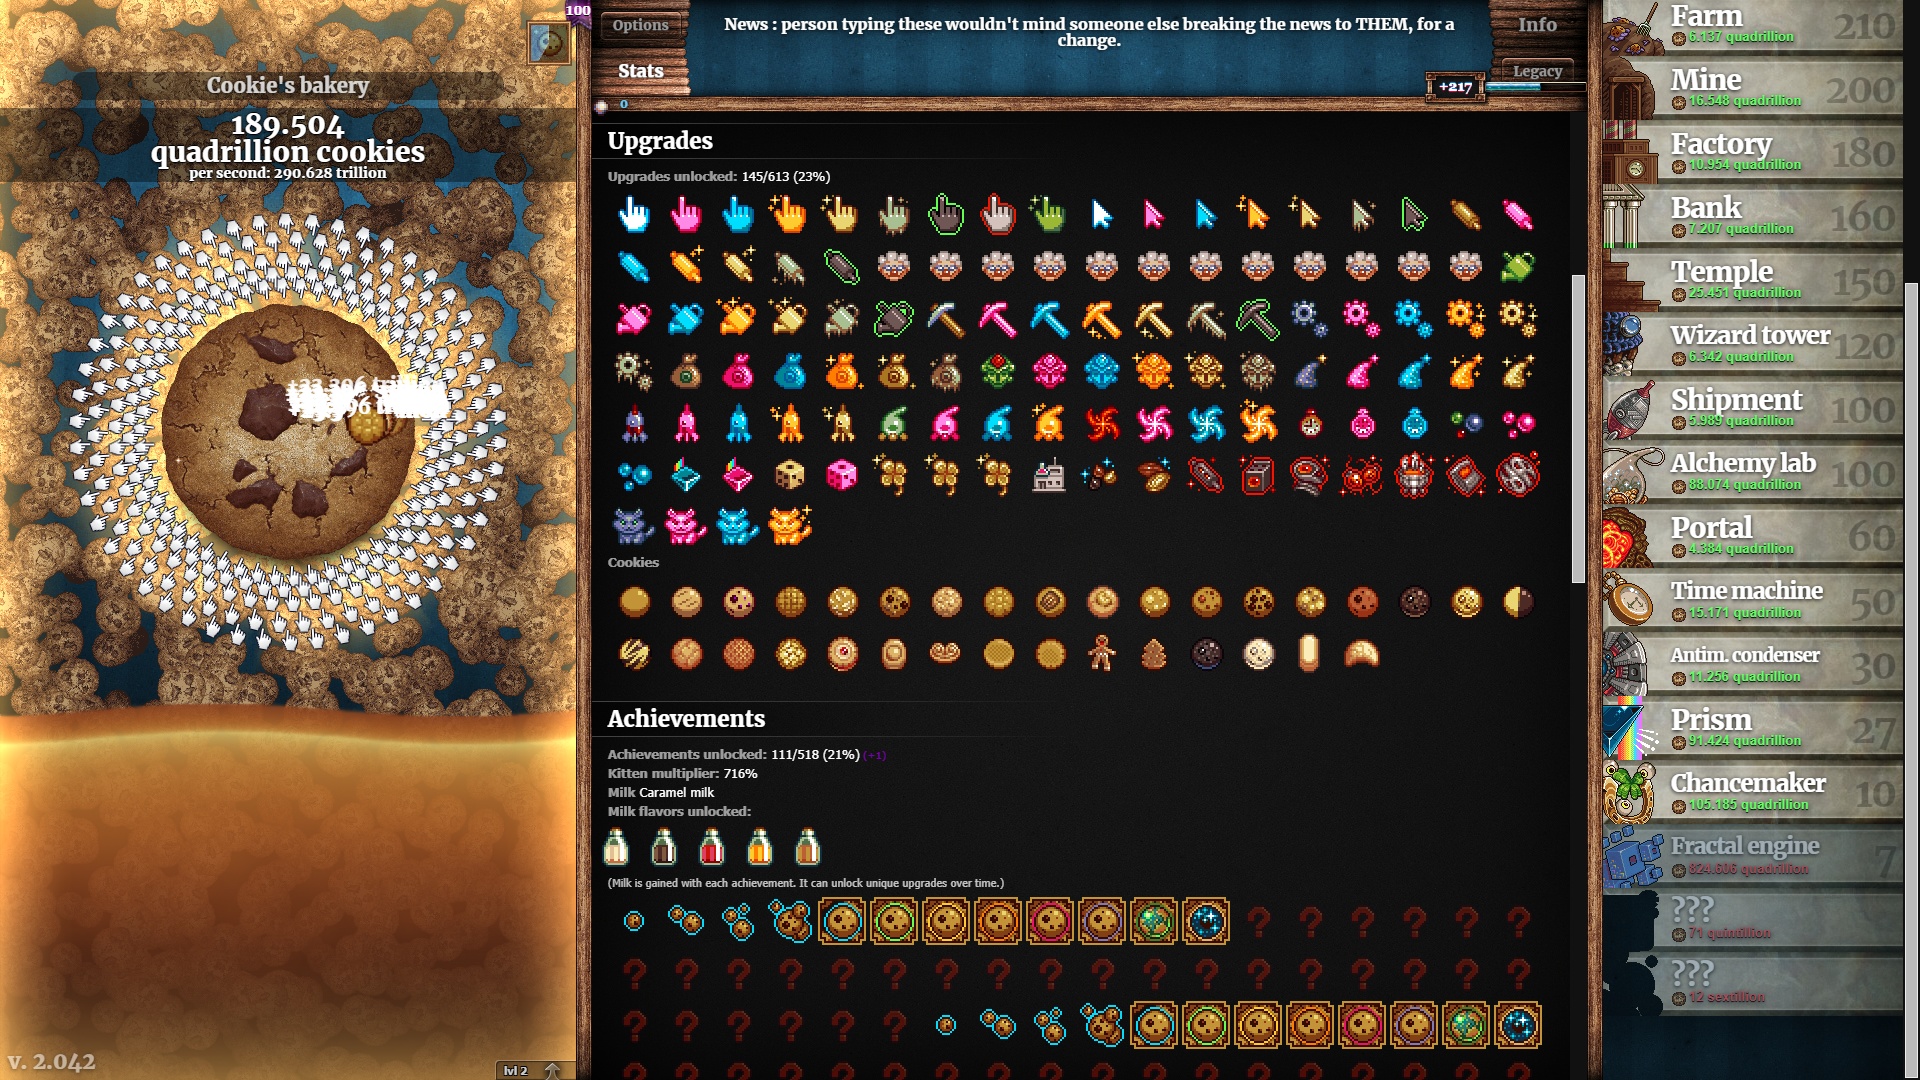 100
Cookie's bakery
189.504
quadrillion cookies
per second: 290.628 trillion
v. 2.042
lvl 2
Options
Stats
News : person typing these wouldn't mind someone else breaking the news to THEM, for a
change.
Info
Legacy
+217
0
Upgrades
Upgrades unlocked: 145/613 (23%)
Cookies
Achievements
Achievements unlocked: 111/518 (21%) (+1)
Kitten multiplier: 716%
Milk Caramel milk
Milk flavors unlocked:
(Milk is gained with each achievement. It can unlock unique upgrades over time.)
Farm 210
6.137 quadrillion
Mine 200
16.548 quadrillion
Factory 180
10.954 quadrillion
Bank 160
7.207 quadrillion
Temple 150
25.451 quadrillion
Wizard tower 120
6.342 quadrillion
Shipment 100
5.989 quadrillion
Alchemy lab 100
88.074 quadrillion
Portal 60
4.384 quadrillion
Time machine 50
15.171 quadrillion
Antim. condenser 30
11.256 quadrillion
Prism 27
91.424 quadrillion
Chancemaker 10
105.185 quadrillion
Fractal engine 7
824.606 quadrillion
???
71 quintillion
???
12 sextillion